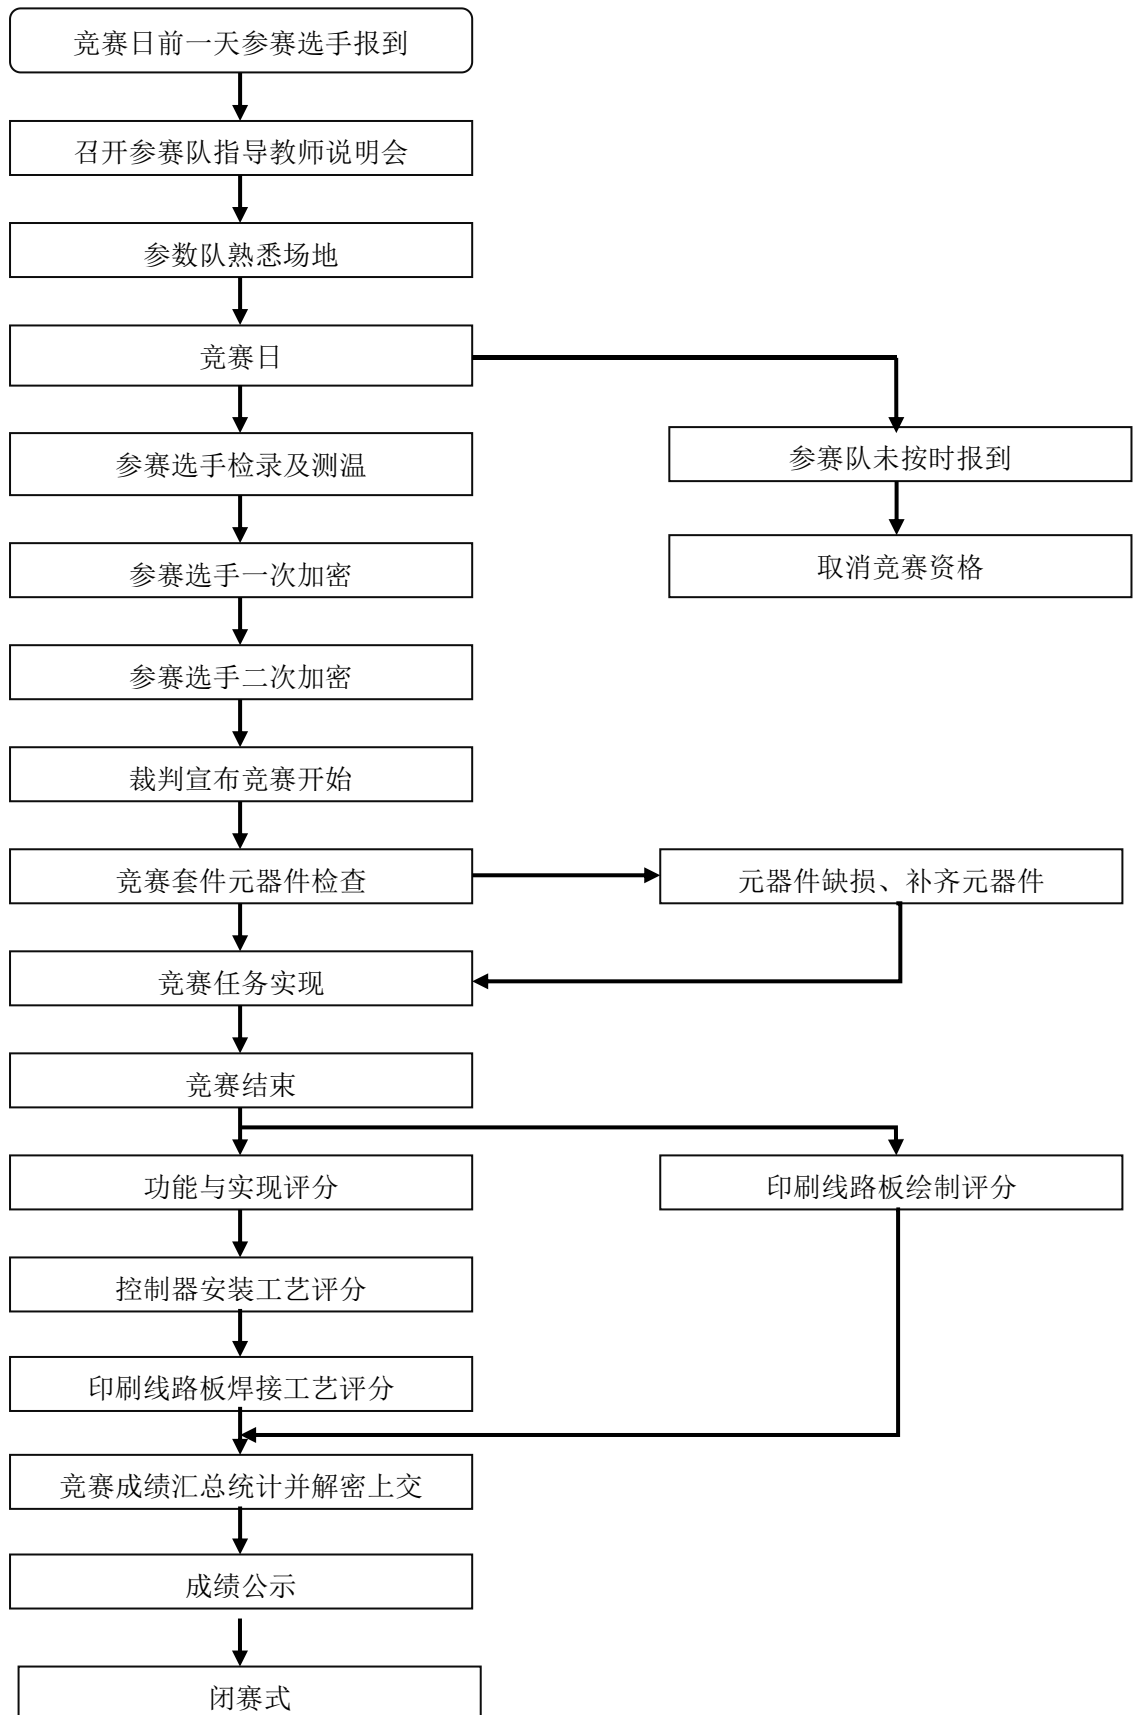 竞赛日前一天参赛选手报到
召开参赛队指导教师说明会
参数队熟悉场地
竞赛日
参赛选手检录及测温
参赛队未按时报到
参赛选手一次加密
取消竞赛资格
参赛选手二次加密
裁判宣布竞赛开始
竞赛套件元器件检查
元器件缺损、补齐元器件
竞赛任务实现
竞赛结束
功能与实现评分
印刷线路板绘制评分
控制器安装工艺评分
印刷线路板焊接工艺评分
竞赛成绩汇总统计并解密上交
成绩公示
闭赛式